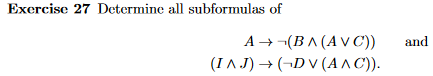 Exercise 27 Determine all subformulas of
A → ¬(B ∧ (A ∨ C)) and
(I ∧ J) → (¬D ∨ (A ∧ C)).